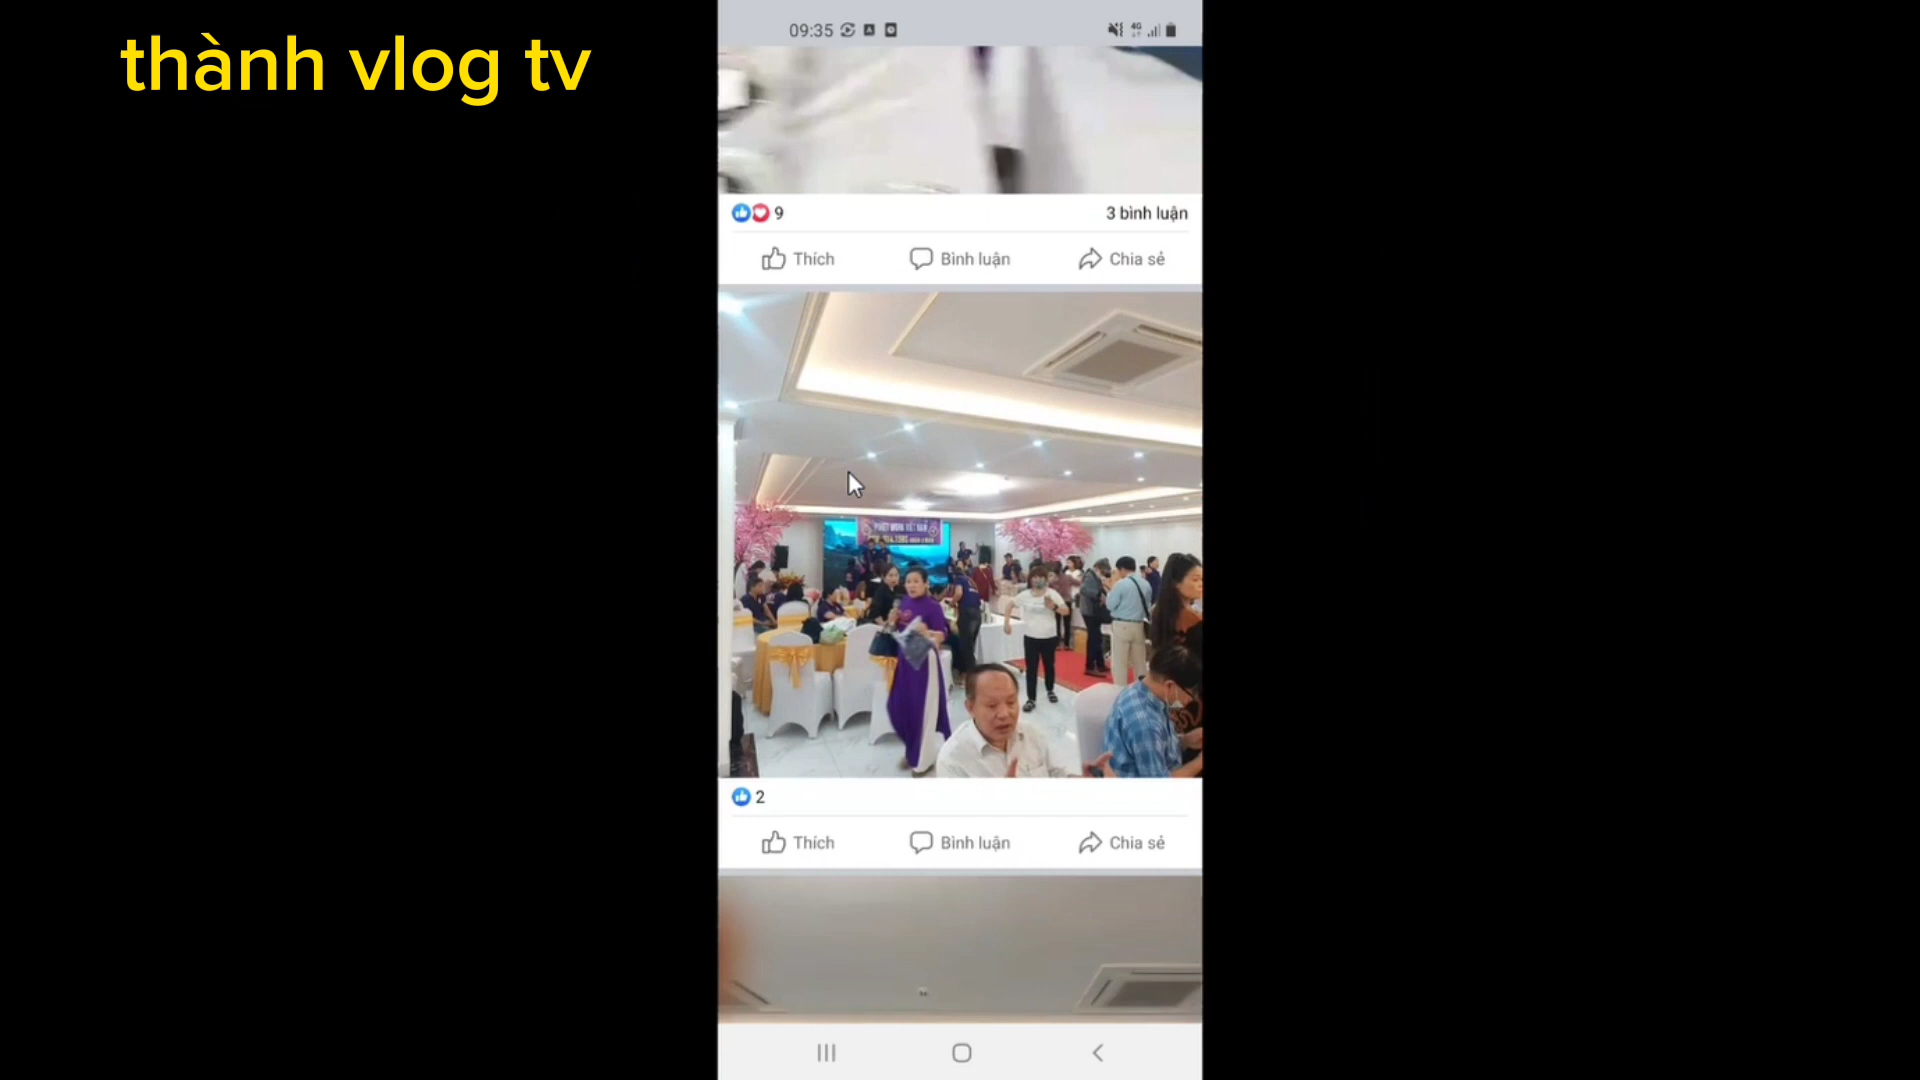 thành vlog tv
09:35
4G
9
3 bình luận
Thích
Bình luận
Chia sẻ
2
Thích
Bình luận
Chia sẻ